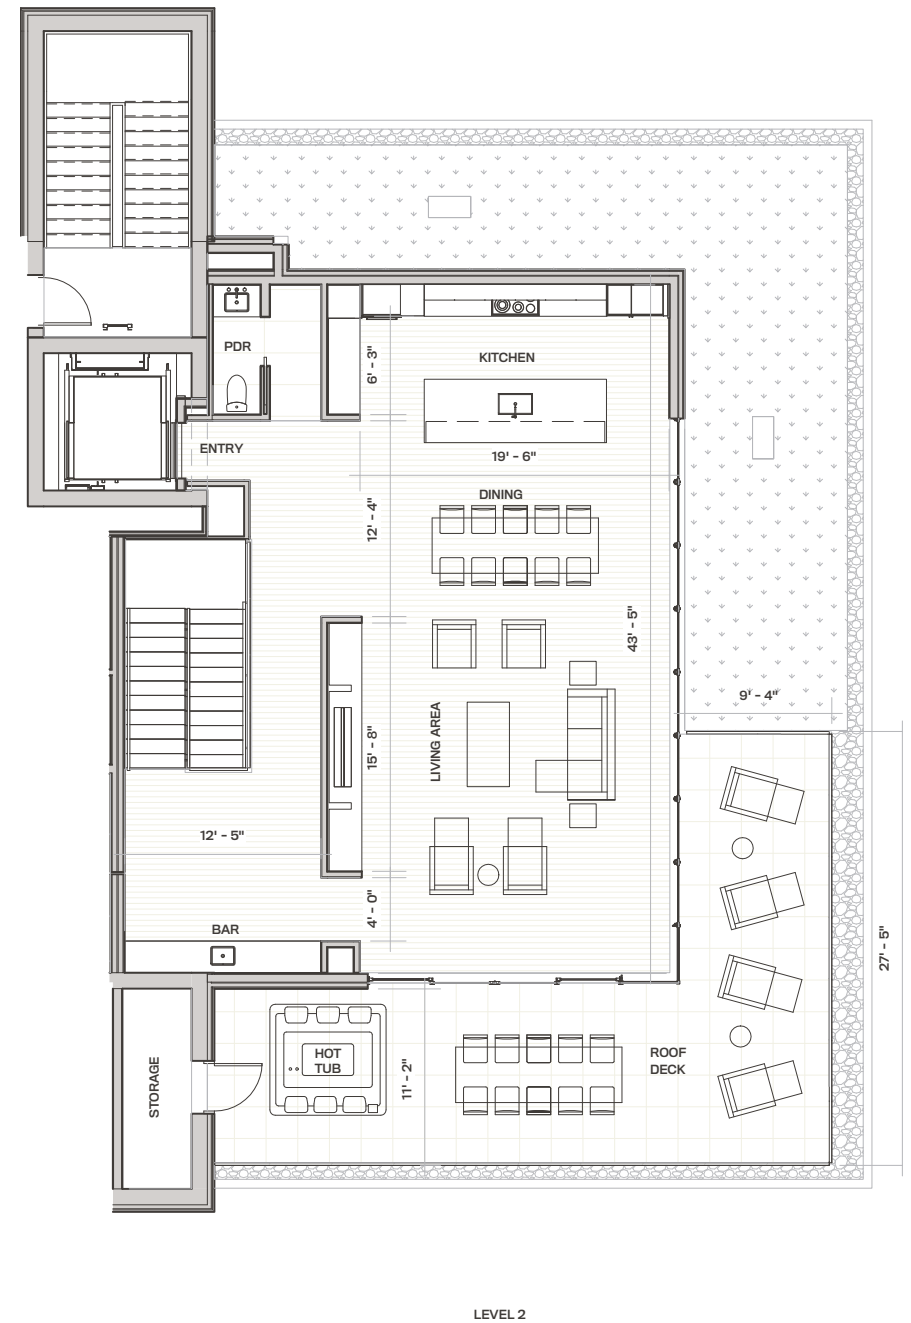 PDR
KITCHEN
6' - 3"
ENTRY
19' - 6"
DINING
12' - 4"
43' - 5"
9' - 4"
LIVING AREA
15' - 8"
12' - 5"
4' - 0"
BAR
27' - 5"
HOT
TUB
ROOF
DECK
11' - 2"
STORAGE
LEVEL 2